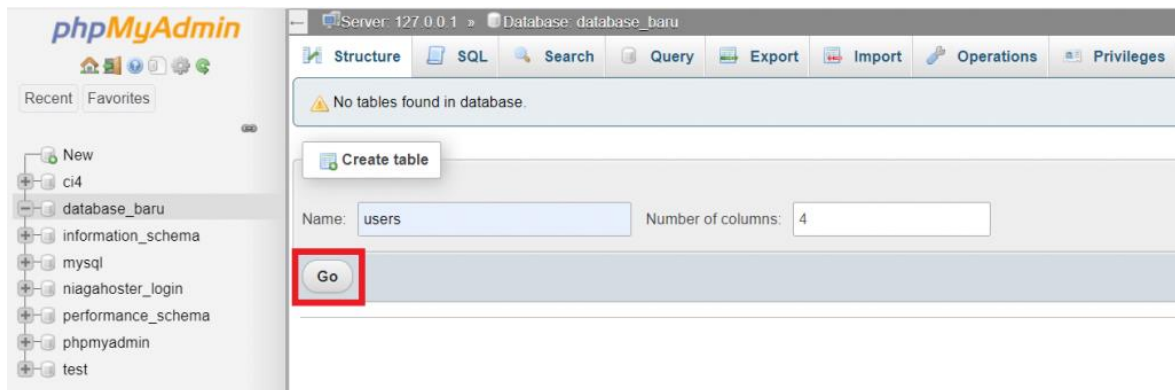 phpMyAdmin
Recent Favorites
New
ci4
database_baru
information_schema
mysql
niagahoster_login
performance_schema
phpmyadmin
test
Server: 127.0.0.1 » Database: database_baru
Structure SQL Search Query Export Import Operations Privileges
No tables found in database.
Create table
Name: users Number of columns: 4
Go